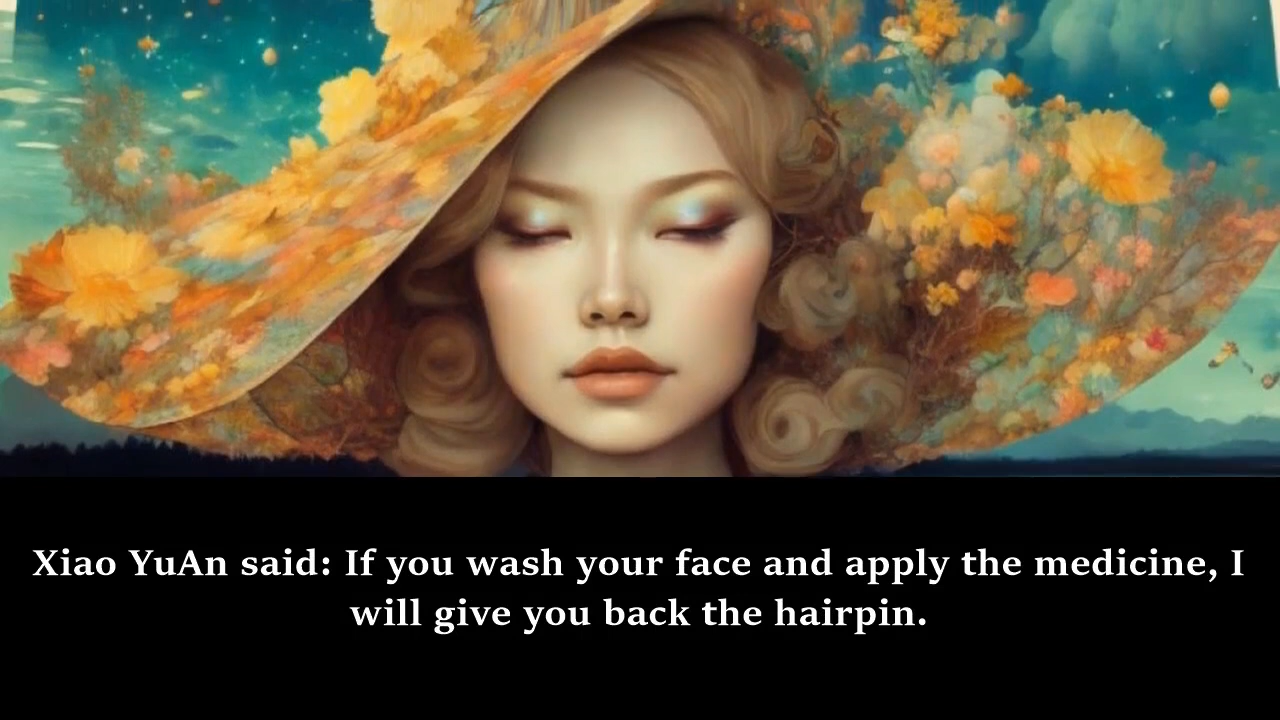 Xiao YuAn said: If you wash your face and apply the medicine, I
will give you back the hairpin.